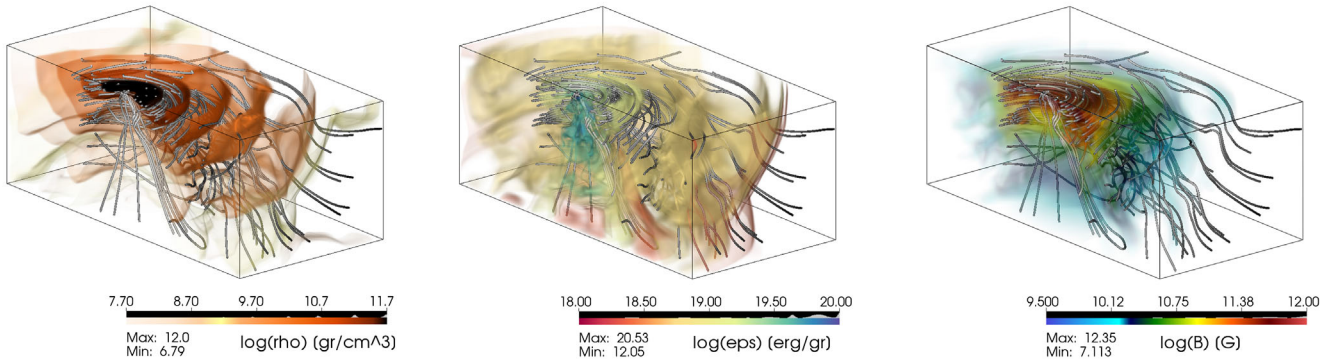 7.70 8.70 9.70 10.7 11.7
Max: 12.0
Min: 6.79
log(rho) [gr/cm^3]
18.00 18.50 19.00 19.50 20.00
Max: 20.53
Min: 12.05
log(eps) [erg/gr]
9.500 10.12 10.75 11.38 12.00
Max: 12.35
Min: 7.113
log(B) [G]